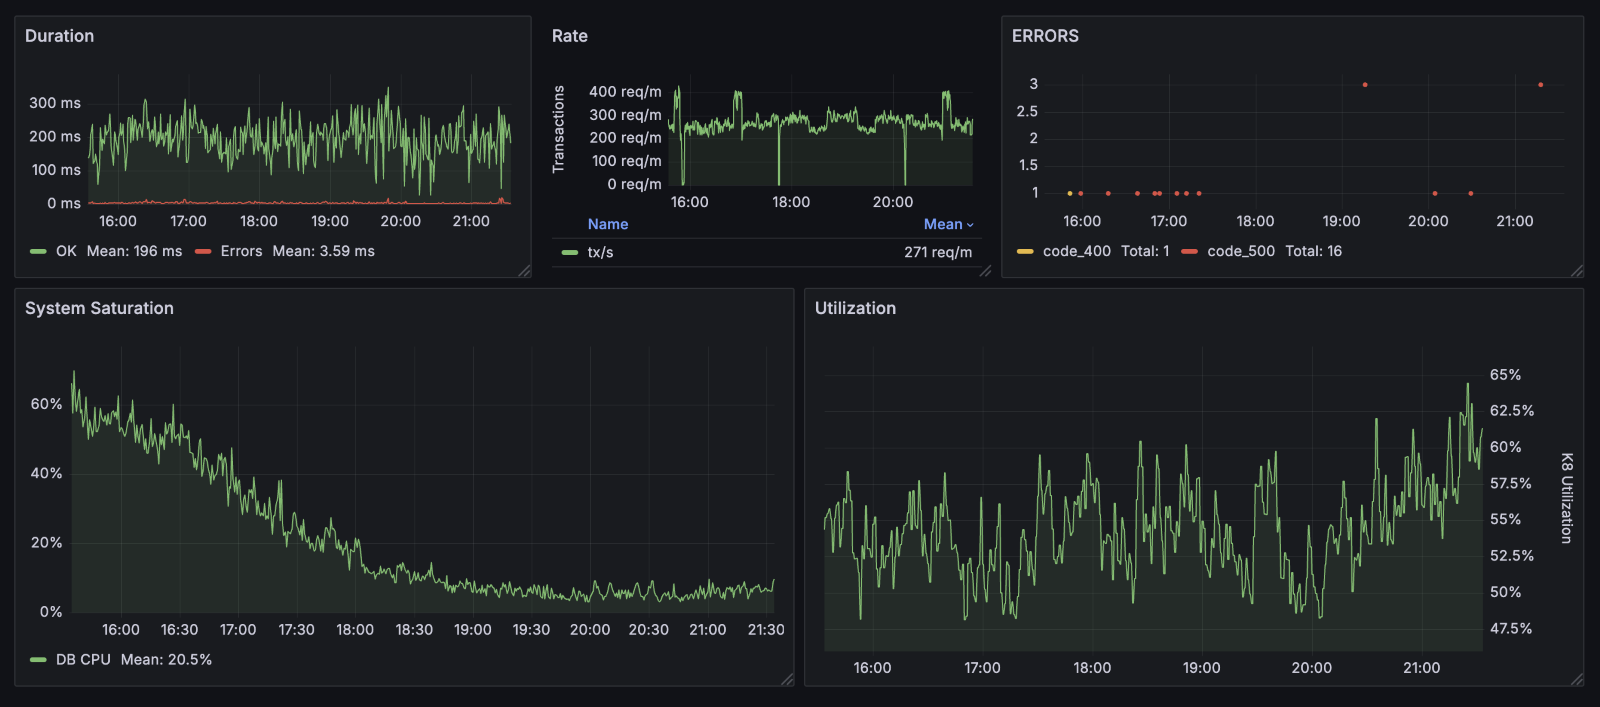 Duration
300 ms
200 ms
100 ms
0 ms
16:00 17:00 18:00 19:00 20:00 21:00
OK Mean: 196 ms Errors Mean: 3.59 ms
Rate
Transactions
400 req/m
300 req/m
200 req/m
100 req/m
0 req/m
16:00 18:00 20:00
Name Mean
tx/s 271 req/m
ERRORS
3
2.5
2
1.5
1
16:00 17:00 18:00 19:00 20:00 21:00
code_400 Total: 1 code_500 Total: 16
System Saturation
60%
40%
20%
0%
16:00 16:30 17:00 17:30 18:00 18:30 19:00 19:30 20:00 20:30 21:00 21:30
DB CPU Mean: 20.5%
Utilization
65%
62.5%
60%
57.5%
55%
52.5%
50%
47.5%
K8 Utilization
16:00 17:00 18:00 19:00 20:00 21:00